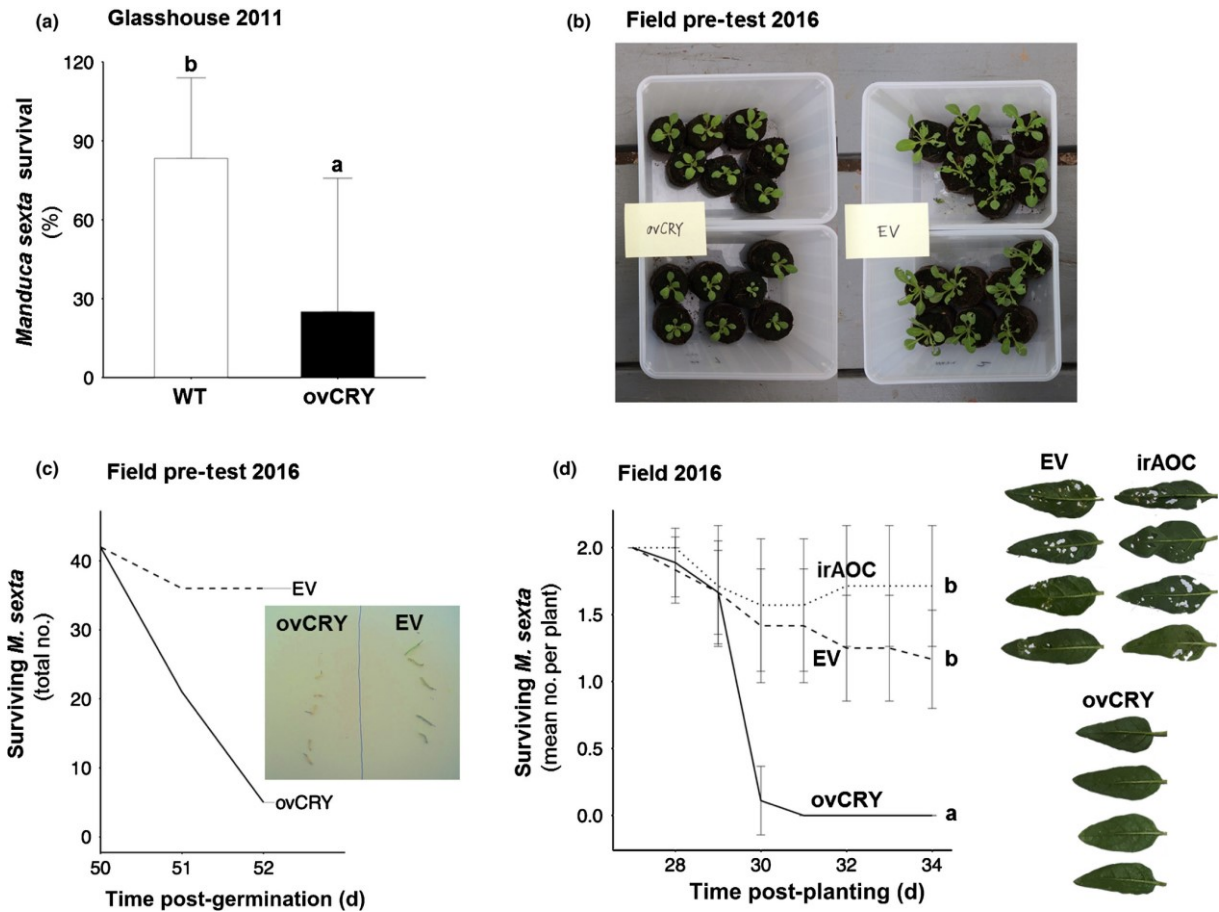 (a)
Glasshouse 2011
Manduca sexta survival
(%)
120
90
60
30
0
b
a
WT
ovCRY
(b)
Field pre-test 2016
ovCRY
EV
(c)
Field pre-test 2016
Surviving M. sexta
(total no.)
40
30
20
10
0
EV
ovCRY
ovCRY
EV
50
51
52
Time post-germination (d)
(d)
Field 2016
Surviving M. sexta
(mean no. per plant)
2.0
1.5
1.0
0.5
0.0
irAOC
b
EV
b
ovCRY
a
28
30
32
34
Time post-planting (d)
EV
irAOC
ovCRY